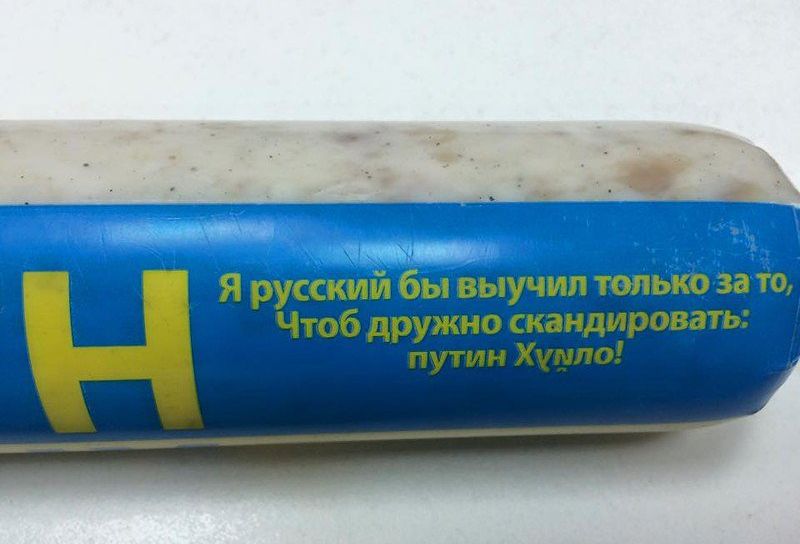 Н
Я русский бы выучил только за то,
Чтоб дружно скандировать:
путин Хуйло!